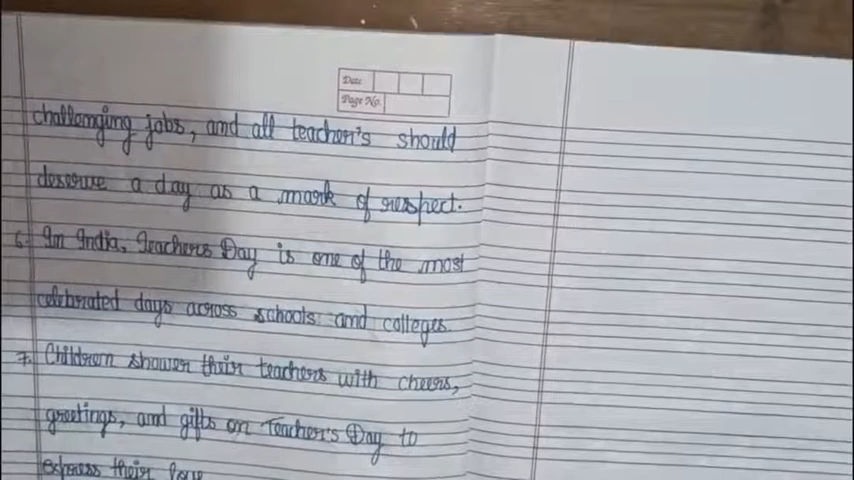 Date
Page No.
challanging jobs, and all teacher's should
deserve a day as a mark of respect.
6. In India, Teachers Day is one of the most
celebrated days across schools and colleges.
7. Children shower their teachers with cheers,
greetings, and gifts on Teacher's Day to
express their love